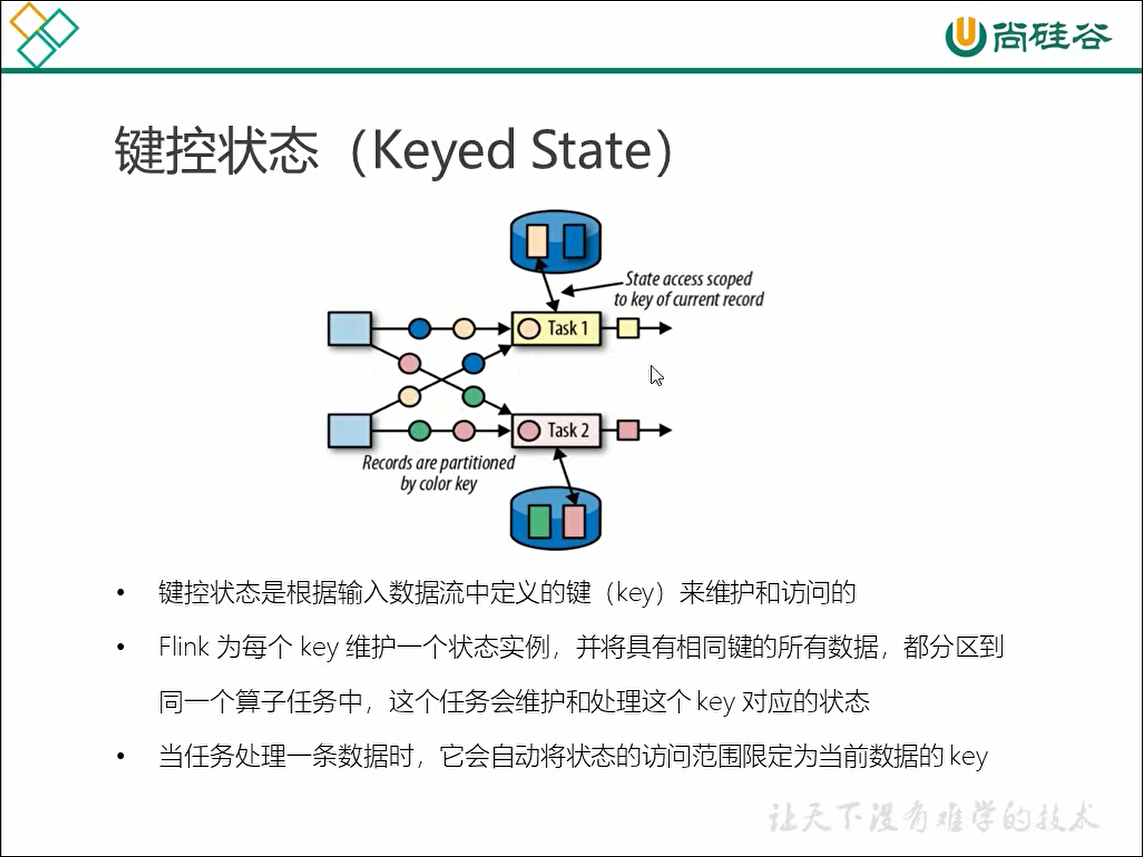 尚硅谷
键控状态（Keyed State）
State access scoped
to key of current record
Task 1
Task 2
Records are partitioned
by color key
• 键控状态是根据输入数据流中定义的键（key）来维护和访问的
• Flink 为每个 key 维护一个状态实例，并将具有相同键的所有数据，都分区到
同一个算子任务中，这个任务会维护和处理这个 key 对应的状态
• 当任务处理一条数据时，它会自动将状态的访问范围限定为当前数据的 key
让天下没有难学的技术